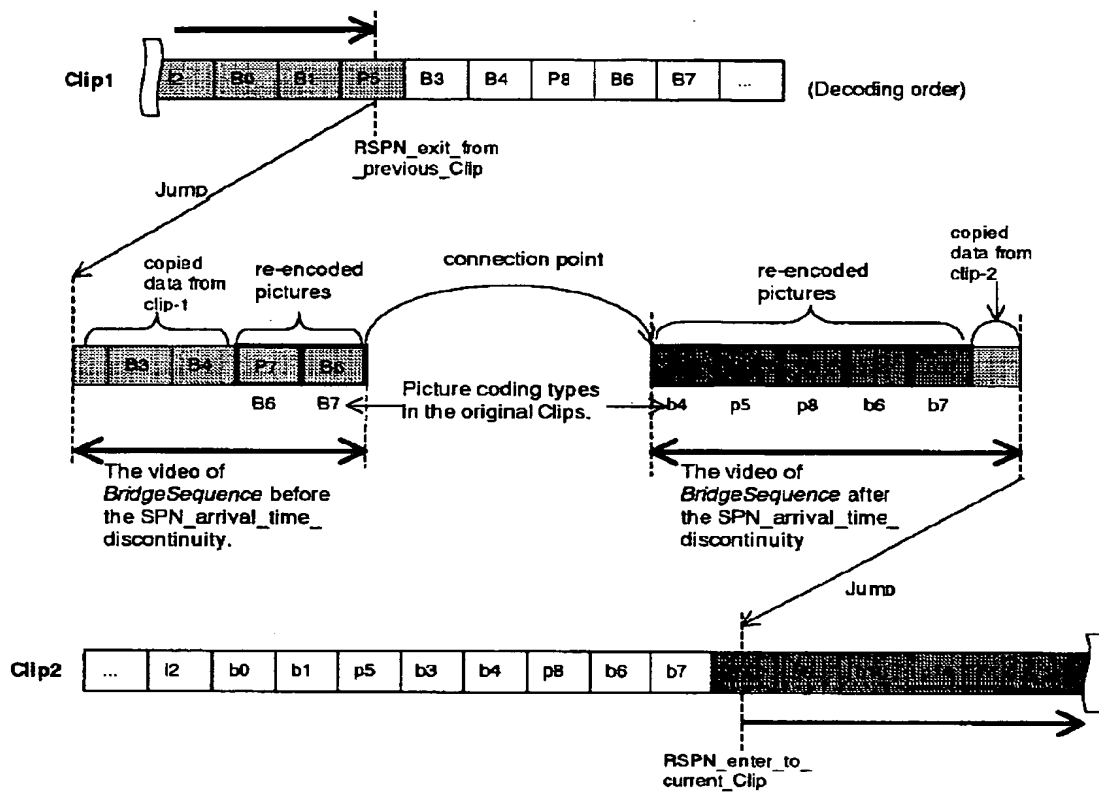 Clip1
I2 B0 B1 P5 B3 B4 P8 B6 B7 ...
(Decoding order)
RSPN_exit_from
_previous_Clip
Jump
copied
data from
clip-1
re-encoded
pictures
connection point
re-encoded
pictures
copied
data from
clip-2
B3 B4 P7 B6
B6 B7
Picture coding types
in the original Clips.
b4 p5 p8 b6 b7
The video of
BridgeSequence before
the SPN_arrival_time_
discontinuity.
The video of
BridgeSequence after
the SPN_arrival_time_
discontinuity
Jump
Clip2
... i2 b0 b1 p5 b3 b4 p8 b6 b7
RSPN_enter_to_
current_Clip